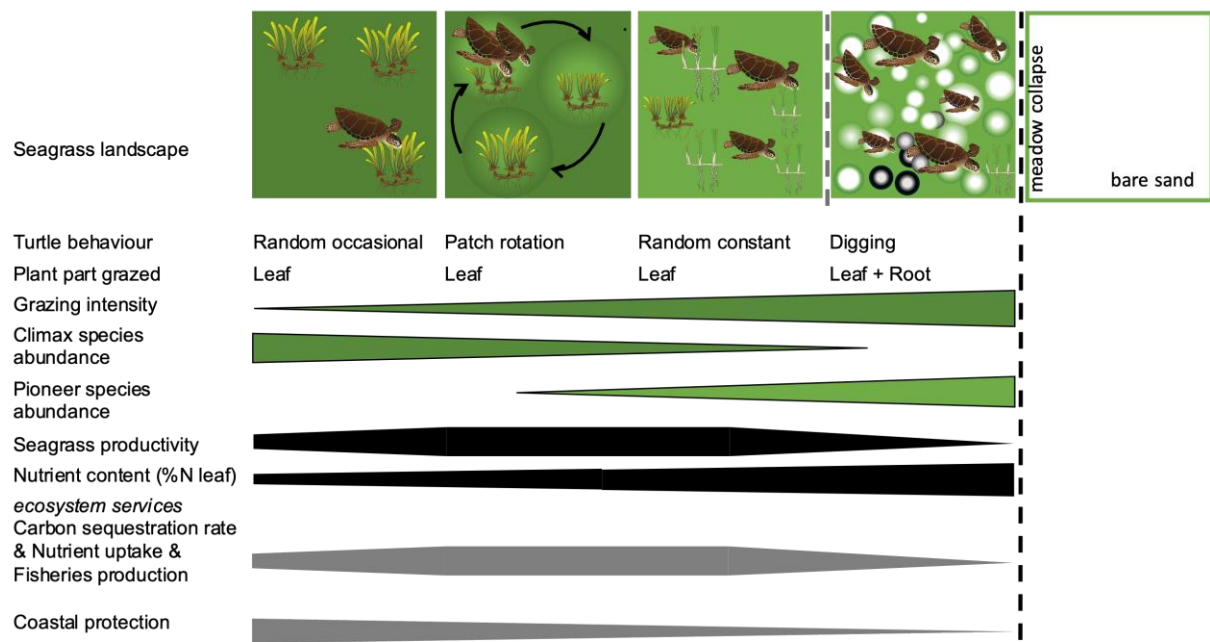 Seagrass landscape
meadow collapse
bare sand
Turtle behaviour
Random occasional
Patch rotation
Random constant
Digging
Plant part grazed
Leaf
Leaf
Leaf
Leaf + Root
Grazing intensity
Climax species
abundance
Pioneer species
abundance
Seagrass productivity
Nutrient content (%N leaf)
ecosystem services
Carbon sequestration rate
& Nutrient uptake &
Fisheries production
Coastal protection